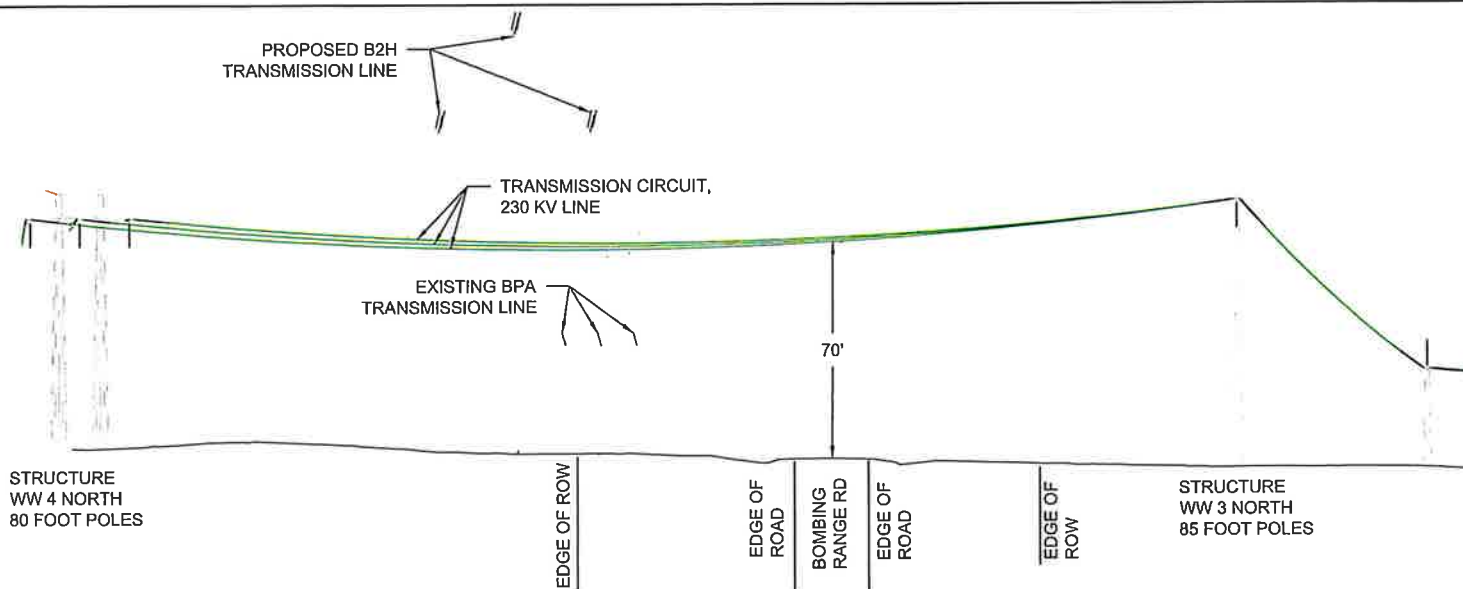 PROPOSED B2H
TRANSMISSION LINE
TRANSMISSION CIRCUIT,
230 KV LINE
EXISTING BPA
TRANSMISSION LINE
70'
STRUCTURE
WW 4 NORTH
80 FOOT POLES
EDGE OF ROW
EDGE OF
ROAD
BOMBING
RANGE RD
EDGE OF
ROAD
EDGE OF
ROW
STRUCTURE
WW 3 NORTH
85 FOOT POLES